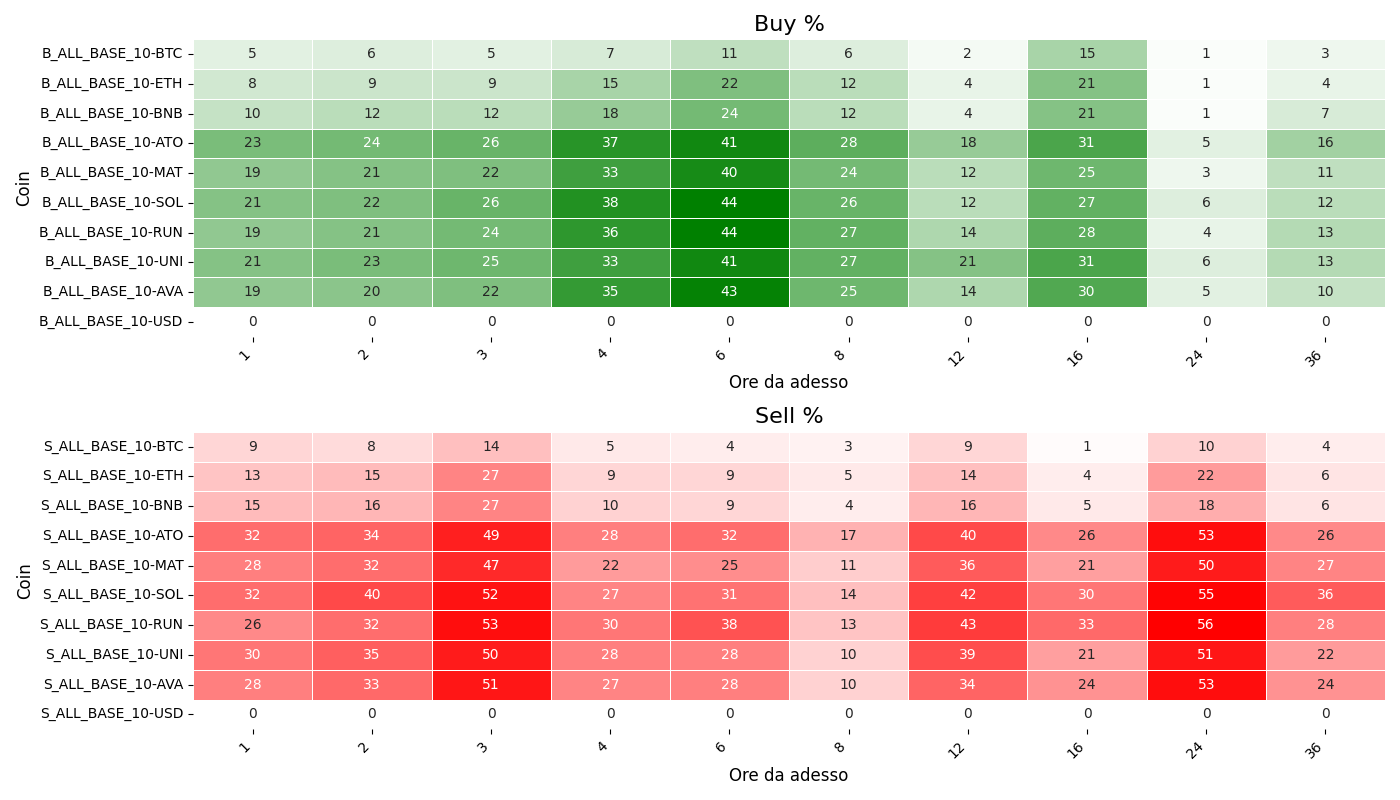 Buy %
Coin
B_ALL_BASE_10-BTC 5 6 5 7 11 6 2 15 1 3
B_ALL_BASE_10-ETH 8 9 9 15 22 12 4 21 1 4
B_ALL_BASE_10-BNB 10 12 12 18 24 12 4 21 1 7
B_ALL_BASE_10-ATO 23 24 26 37 41 28 18 31 5 16
B_ALL_BASE_10-MAT 19 21 22 33 40 24 12 25 3 11
B_ALL_BASE_10-SOL 21 22 26 38 44 26 12 27 6 12
B_ALL_BASE_10-RUN 19 21 24 36 44 27 14 28 4 13
B_ALL_BASE_10-UNI 21 23 25 33 41 27 21 31 6 13
B_ALL_BASE_10-AVA 19 20 22 35 43 25 14 30 5 10
B_ALL_BASE_10-USD 0 0 0 0 0 0 0 0 0 0
1 2 3 4 6 8 12 16 24 36
Ore da adesso
Sell %
Coin
S_ALL_BASE_10-BTC 9 8 14 5 4 3 9 1 10 4
S_ALL_BASE_10-ETH 13 15 27 9 9 5 14 4 22 6
S_ALL_BASE_10-BNB 15 16 27 10 9 4 16 5 18 6
S_ALL_BASE_10-ATO 32 34 49 28 32 17 40 26 53 26
S_ALL_BASE_10-MAT 28 32 47 22 25 11 36 21 50 27
S_ALL_BASE_10-SOL 32 40 52 27 31 14 42 30 55 36
S_ALL_BASE_10-RUN 26 32 53 30 38 13 43 33 56 28
S_ALL_BASE_10-UNI 30 35 50 28 28 10 39 21 51 22
S_ALL_BASE_10-AVA 28 33 51 27 28 10 34 24 53 24
S_ALL_BASE_10-USD 0 0 0 0 0 0 0 0 0 0
1 2 3 4 6 8 12 16 24 36
Ore da adesso